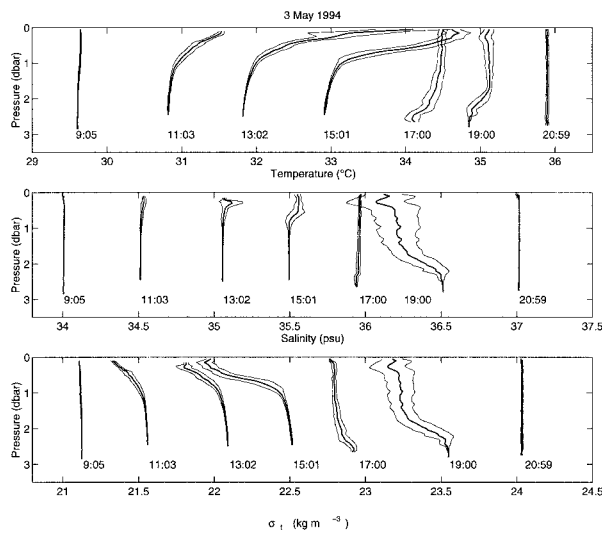 3 May 1994
0
1
2
3
Pressure (dbar)
9:05 11:03 13:02 15:01 17:00 19:00 20:59
29 30 31 32 33 34 35 36
Temperature (°C)
0
1
2
3
Pressure (dbar)
9:05 11:03 13:02 15:01 17:00 19:00 20:59
34 34.5 35 35.5 36 36.5 37 37.5
Salinity (psu)
0
1
2
3
Pressure (dbar)
9:05 11:03 13:02 15:01 17:00 19:00 20:59
21 21.5 22 22.5 23 23.5 24 24.5
σ t (kg m −3)